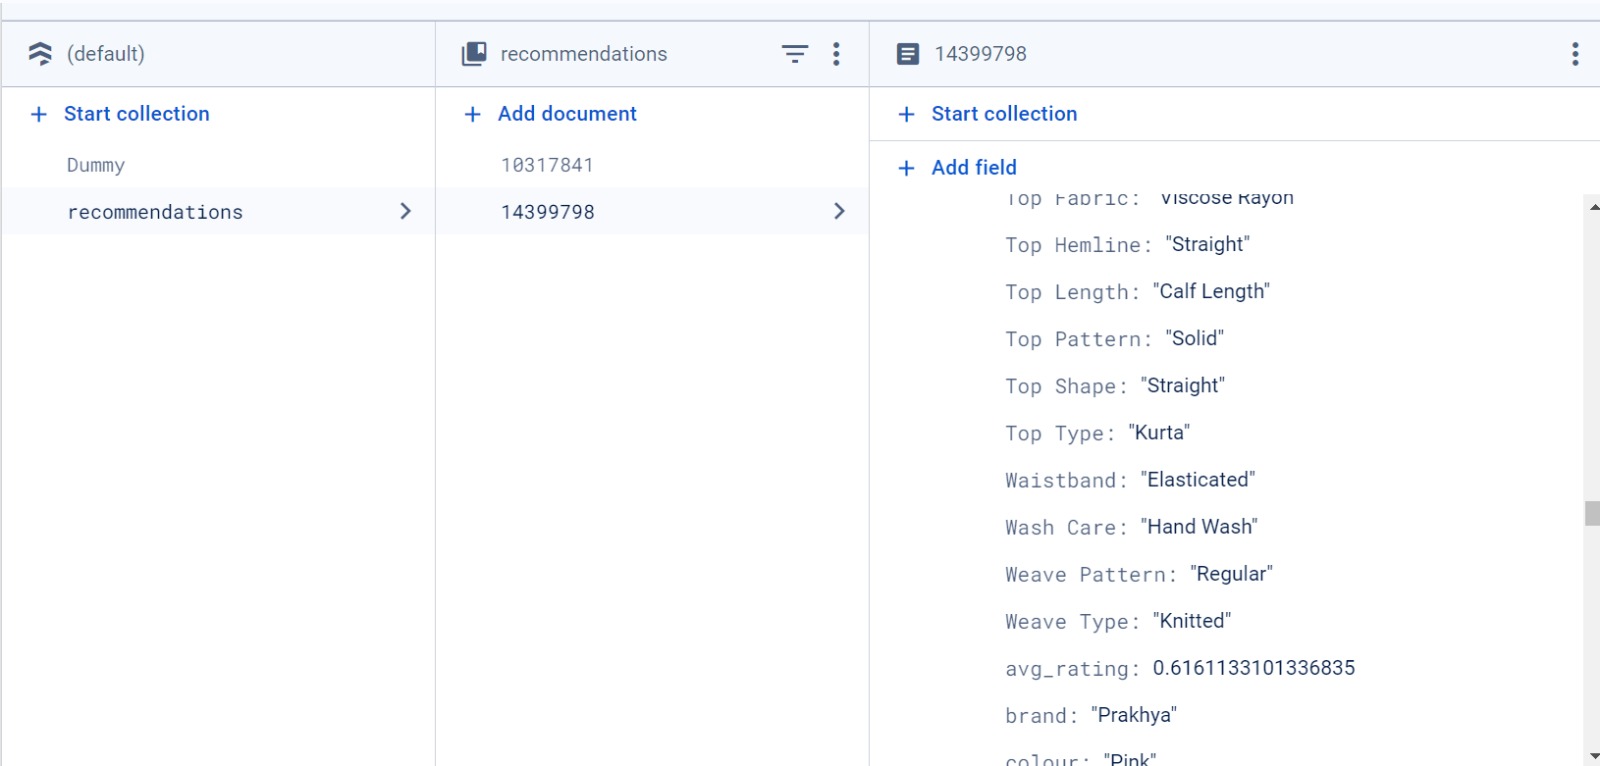 (default)
Start collection
Dummy
recommendations
recommendations
Add document
10317841
14399798
14399798
Start collection
Add field
Top Fabric: "Viscose Rayon"
Top Hemline: "Straight"
Top Length: "Calf Length"
Top Pattern: "Solid"
Top Shape: "Straight"
Top Type: "Kurta"
Waistband: "Elasticated"
Wash Care: "Hand Wash"
Weave Pattern: "Regular"
Weave Type: "Knitted"
avg_rating: 0.6161133101336835
brand: "Prakhya"
colour: "Pink"